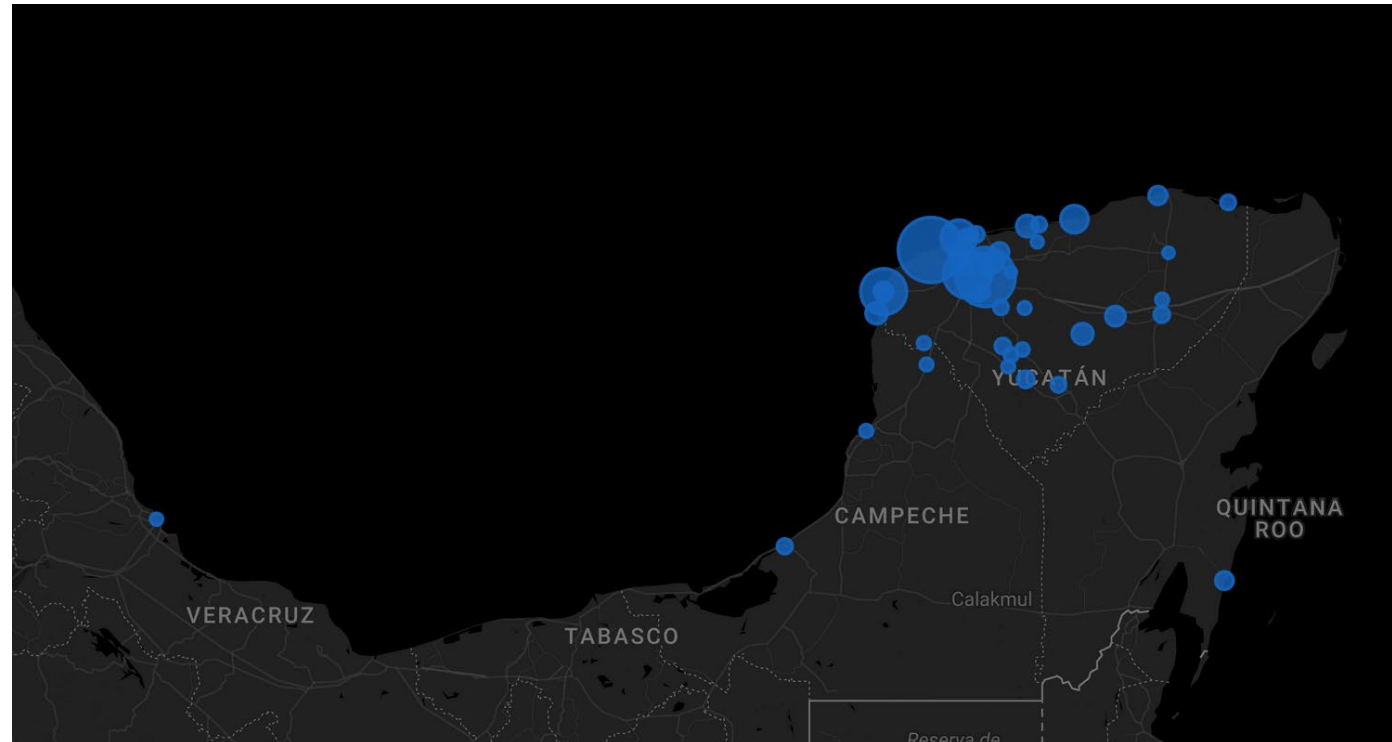 YUCATÁN
CAMPECHE
QUINTANA
ROO
Calakmul
VERACRUZ
TABASCO
Reserva de